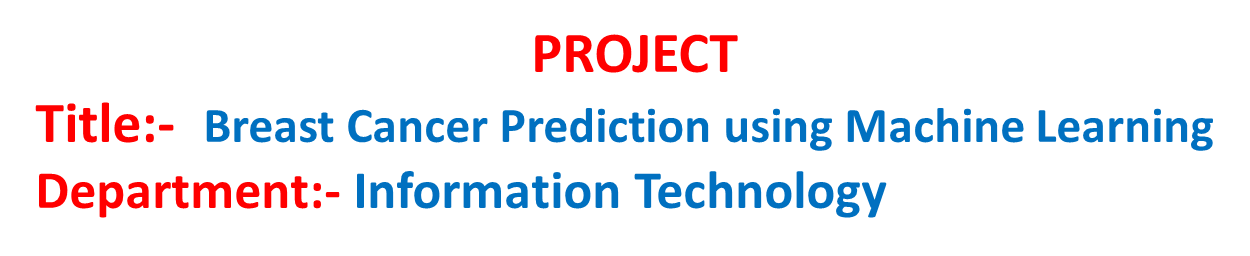 PROJECT
Title:- Breast Cancer Prediction using Machine Learning
Department:- Information Technology